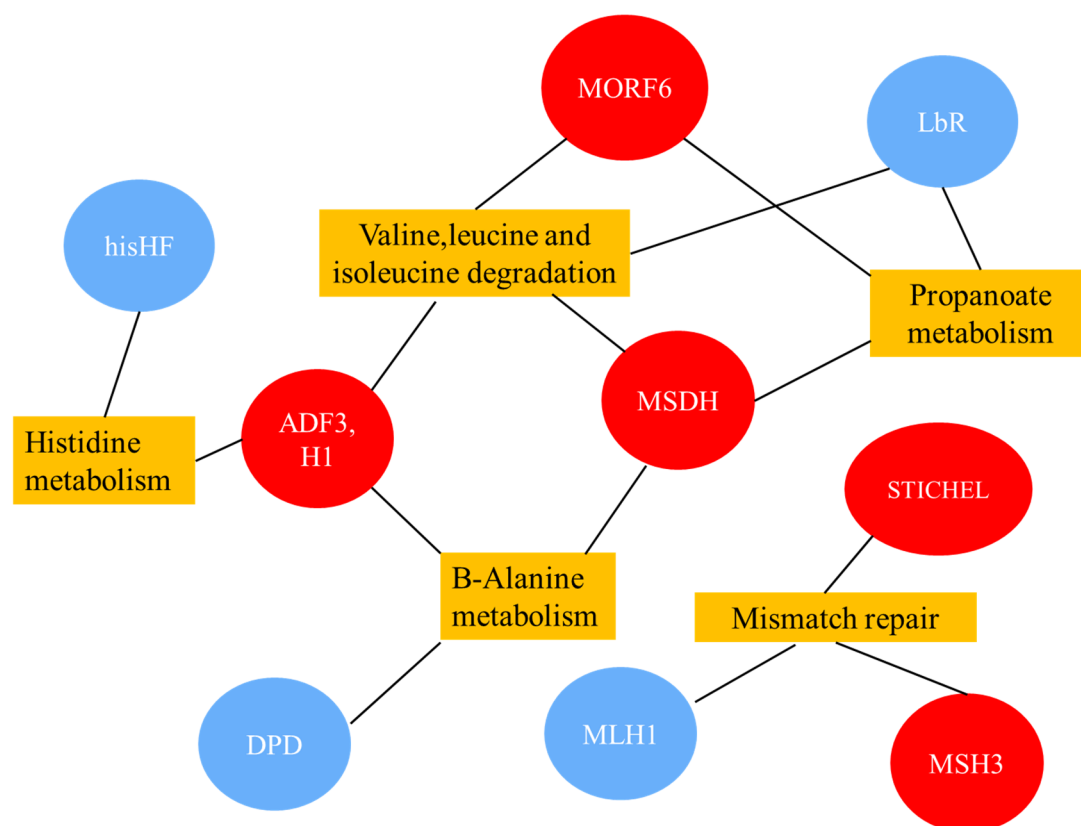 MORF6
LbR
hisHF
Valine,leucine and
isoleucine degradation
Propanoate
metabolism
MSDH
ADF3,
H1
Histidine
metabolism
STICHEL
B-Alanine
metabolism
Mismatch repair
DPD
MLH1
MSH3